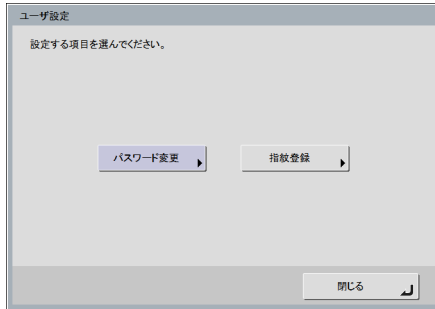 ユーザ設定
設定する項目を選んでください。
パスワード変更
指紋登録
閉じる